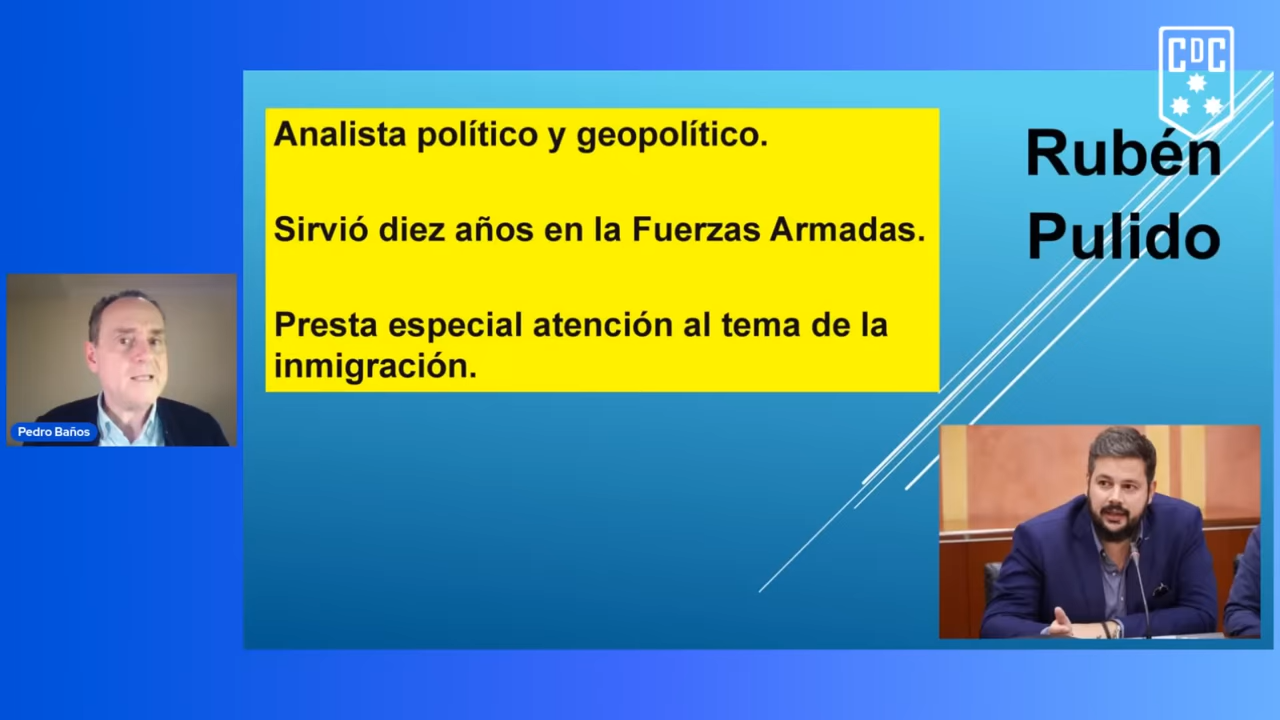 CDC
Rubén
Pulido
Analista político y geopolítico.
Sirvió diez años en la Fuerzas Armadas.
Presta especial atención al tema de la
inmigración.
Pedro Baños